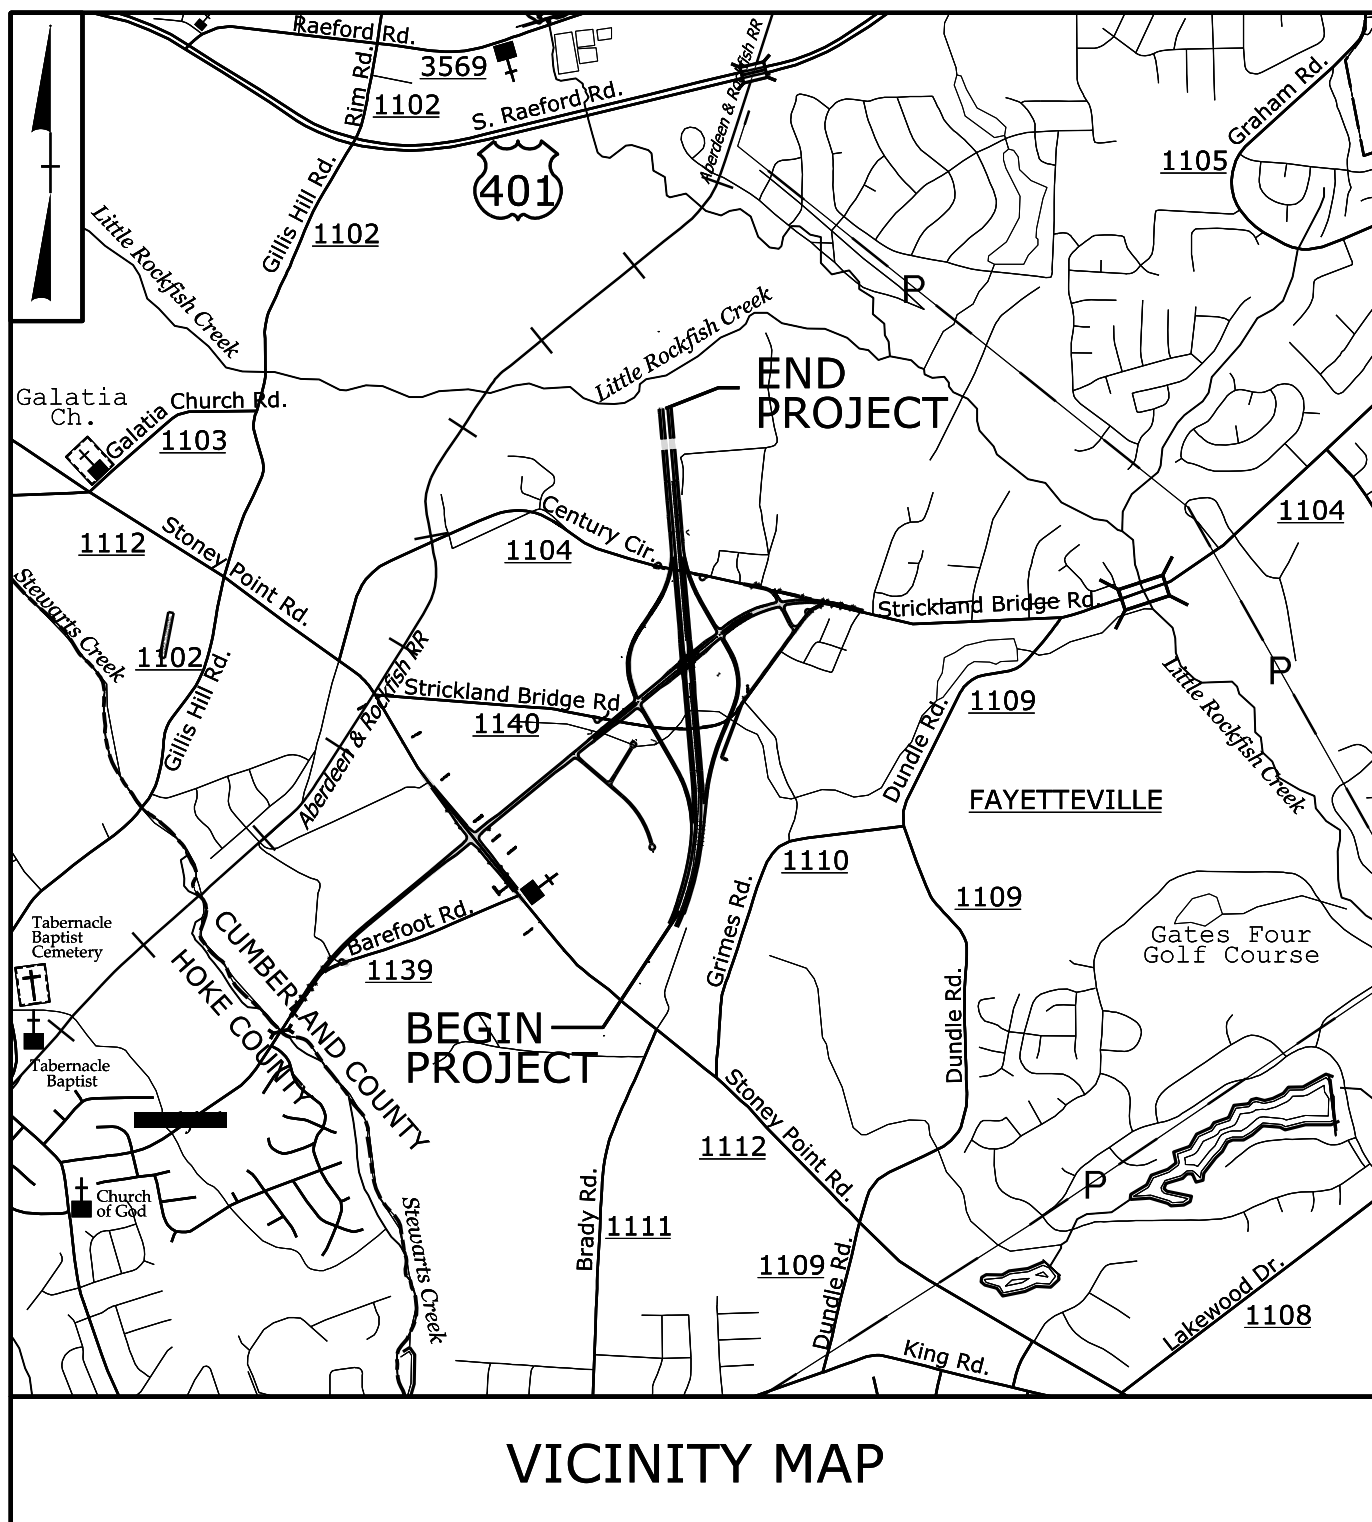 Raeford Rd.
3569
Rim Rd.
1102
S. Raeford Rd.
Aberdeen & Rockfish RR
Graham Rd.
1105
401
Gillis Hill Rd.
1102
Little Rockfish Creek
P
Little Rockfish Creek
END
PROJECT
Galatia
Ch.
Galatia Church Rd.
1103
1112
Stoney Point Rd.
Century Cir.
1104
1104
Stewarts Creek
1102
Gillis Hill Rd.
Strickland Bridge Rd.
Strickland Bridge Rd
1140
Aberdeen & Rockfish RR
1109
Dundle Rd.
P
Little Rockfish Creek
FAYETTEVILLE
1110
1109
Grimes Rd.
Tabernacle
Baptist
Cemetery
CUMBERLAND COUNTY
HOKE COUNTY
Barefoot Rd.
1139
Gates Four
Golf Course
Dundle Rd.
BEGIN
PROJECT
Tabernacle
Baptist
Stoney Point Rd.
1112
P
Church
of God
Stewarts Creek
Brady Rd.
1111
1109
Dundle Rd.
Lakewood Dr.
1108
King Rd.
VICINITY MAP